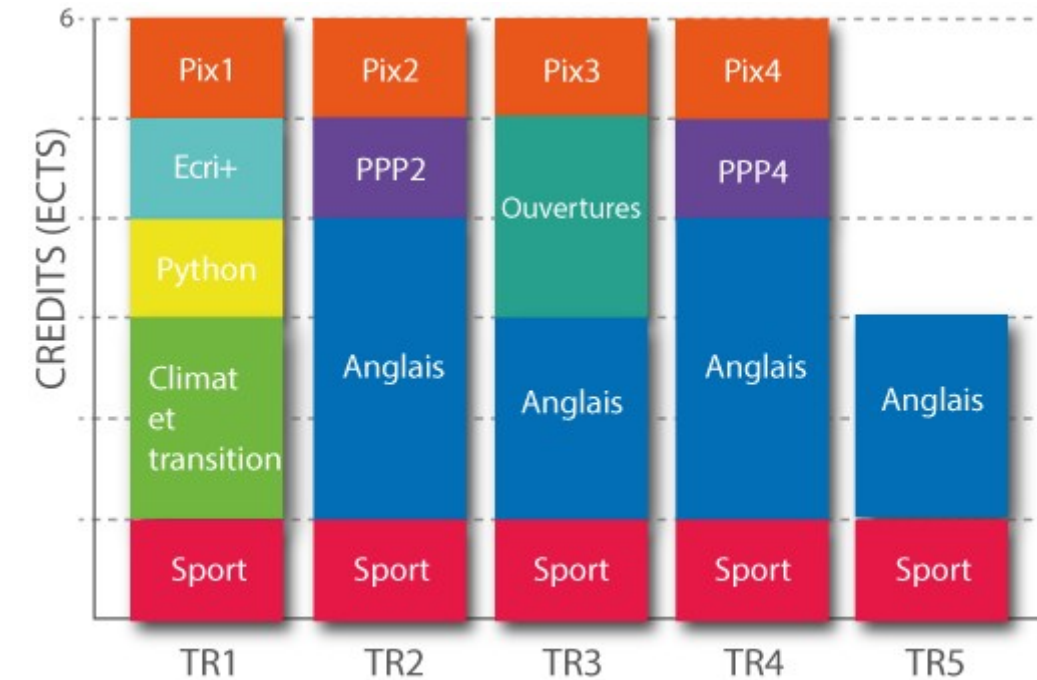 6
CREDITS (ECTS)
Pix1
Pix2
Pix3
Pix4
Ecri+
PPP2
Ouvertures
PPP4
Python
Climat
et
transition
Anglais
Anglais
Anglais
Anglais
Sport
Sport
Sport
Sport
Sport
TR1
TR2
TR3
TR4
TR5